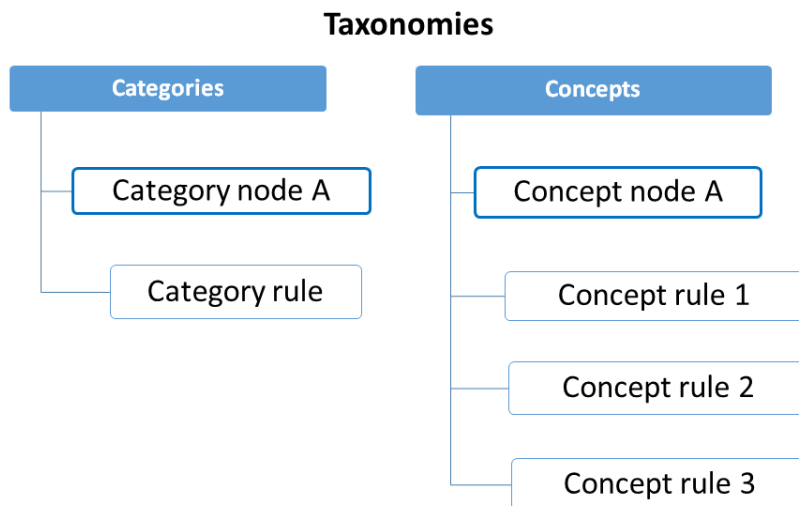 Taxonomies
Categories
Category node A
Category rule
Concepts
Concept node A
Concept rule 1
Concept rule 2
Concept rule 3